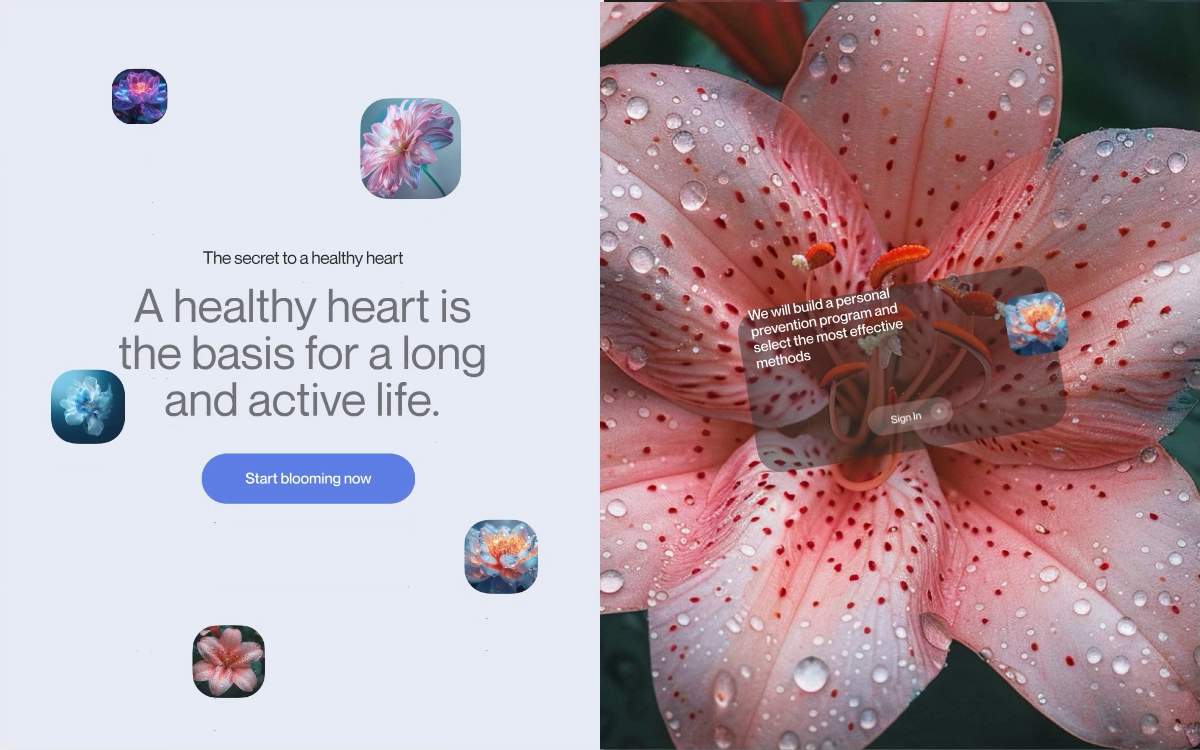 The secret to a healthy heart
A healthy heart is
the basis for a long
and active life.
Start blooming now
We will build a personal
prevention program and
select the most effective
methods
Sign In +